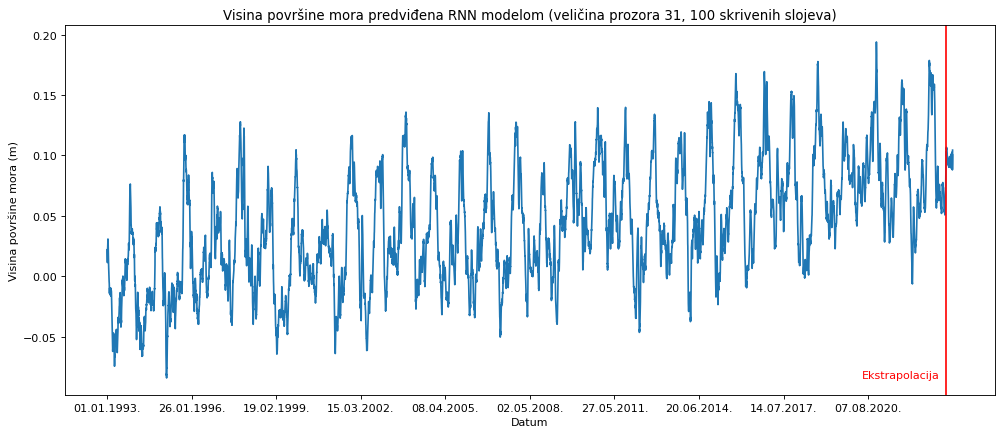 Visina površine mora predviđena RNN modelom (veličina prozora 31, 100 skrivenih slojeva)
Visina površine mora (m)
0.20
0.15
0.10
0.05
0.00
−0.05
Ekstrapolacija
01.01.1993. 26.01.1996. 19.02.1999. 15.03.2002. 08.04.2005. 02.05.2008. 27.05.2011. 20.06.2014. 14.07.2017. 07.08.2020.
Datum